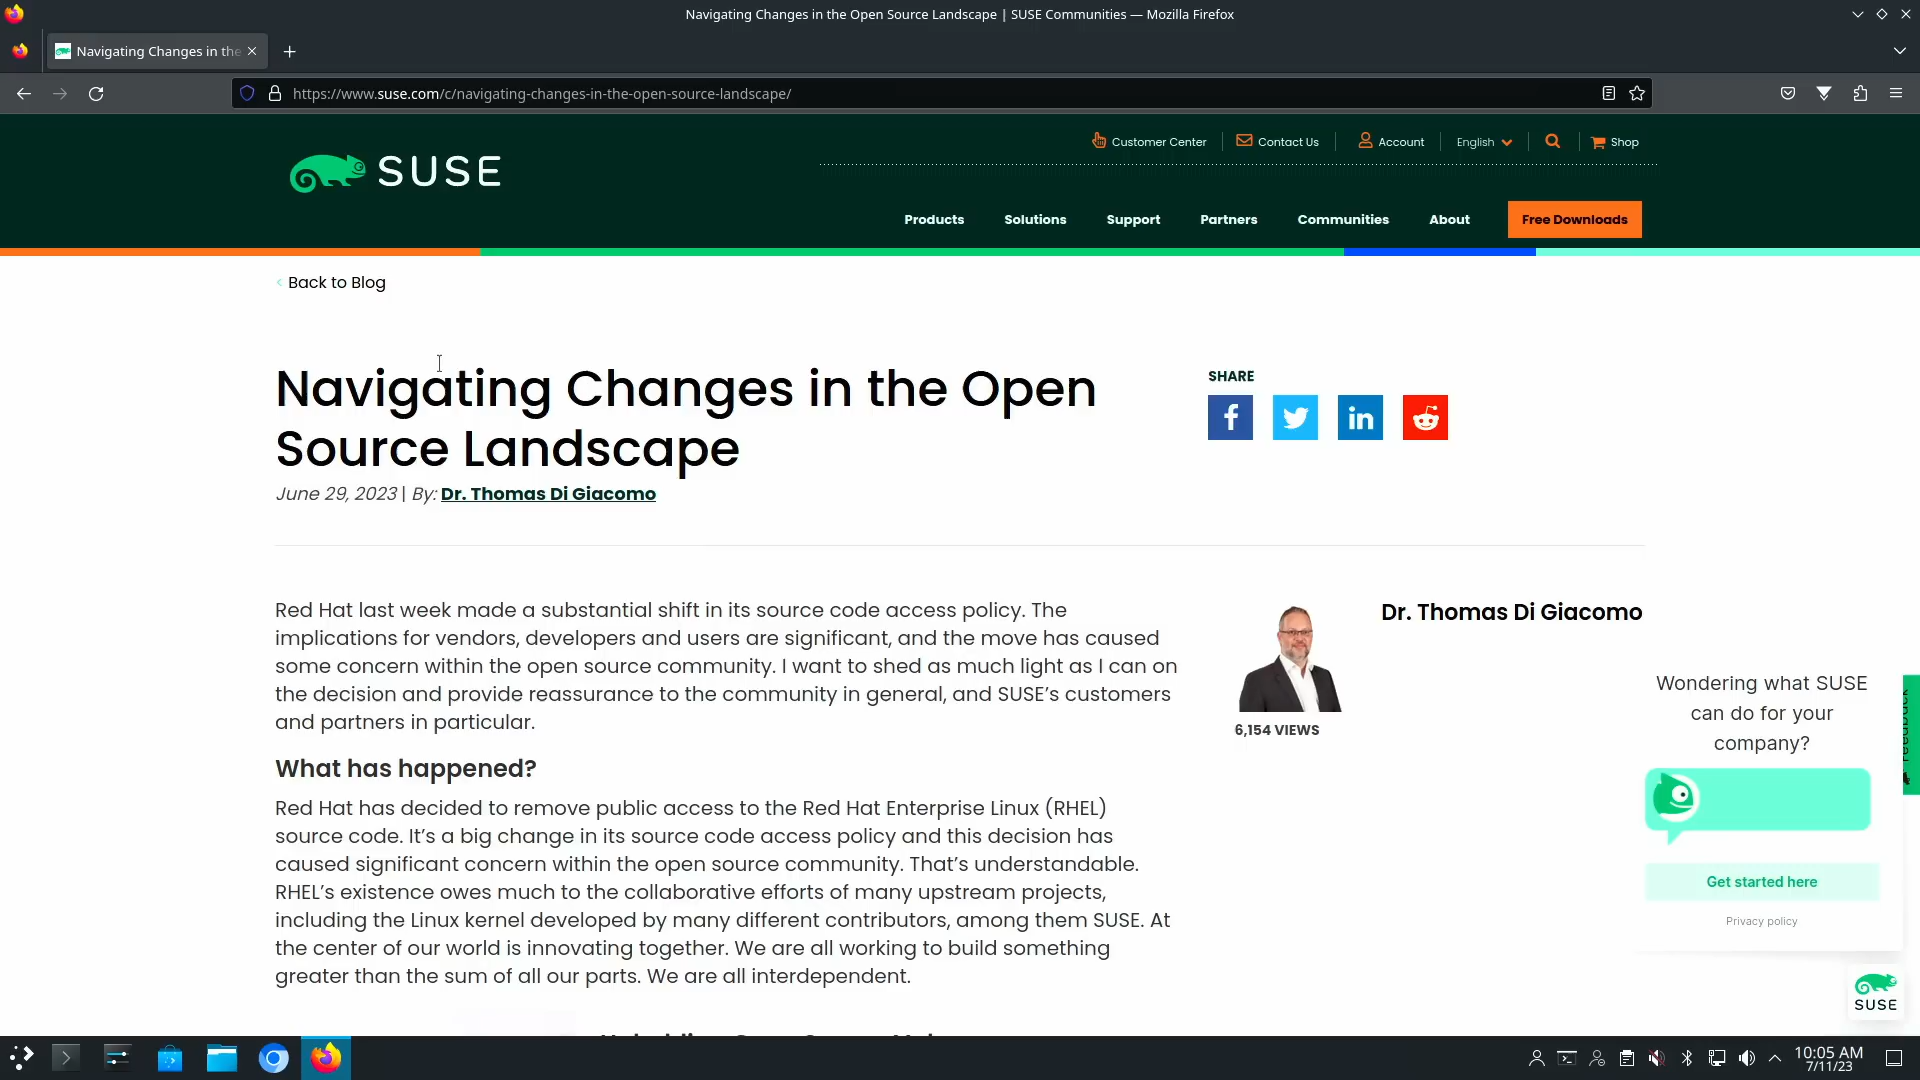 Navigating Changes in the Open Source Landscape | SUSE Communities — Mozilla Firefox
Navigating Changes in the
https://www.suse.com/c/navigating-changes-in-the-open-source-landscape/
Customer Center
Contact Us
Account
English
Shop
SUSE
Products
Solutions
Support
Partners
Communities
About
Free Downloads
< Back to Blog
Navigating Changes in the Open
Source Landscape
June 29, 2023 | By: Dr. Thomas Di Giacomo
SHARE
Red Hat last week made a substantial shift in its source code access policy. The
implications for vendors, developers and users are significant, and the move has caused
some concern within the open source community. I want to shed as much light as I can on
the decision and provide reassurance to the community in general, and SUSE’s customers
and partners in particular.
What has happened?
Red Hat has decided to remove public access to the Red Hat Enterprise Linux (RHEL)
source code. It’s a big change in its source code access policy and this decision has
caused significant concern within the open source community. That’s understandable.
RHEL’s existence owes much to the collaborative efforts of many upstream projects,
including the Linux kernel developed by many different contributors, among them SUSE. At
the center of our world is innovating together. We are all working to build something
greater than the sum of all our parts. We are all interdependent.
Dr. Thomas Di Giacomo
6,154 VIEWS
Wondering what SUSE
can do for your
company?
Get started here
Privacy policy
SUSE
10:05 AM
7/11/23